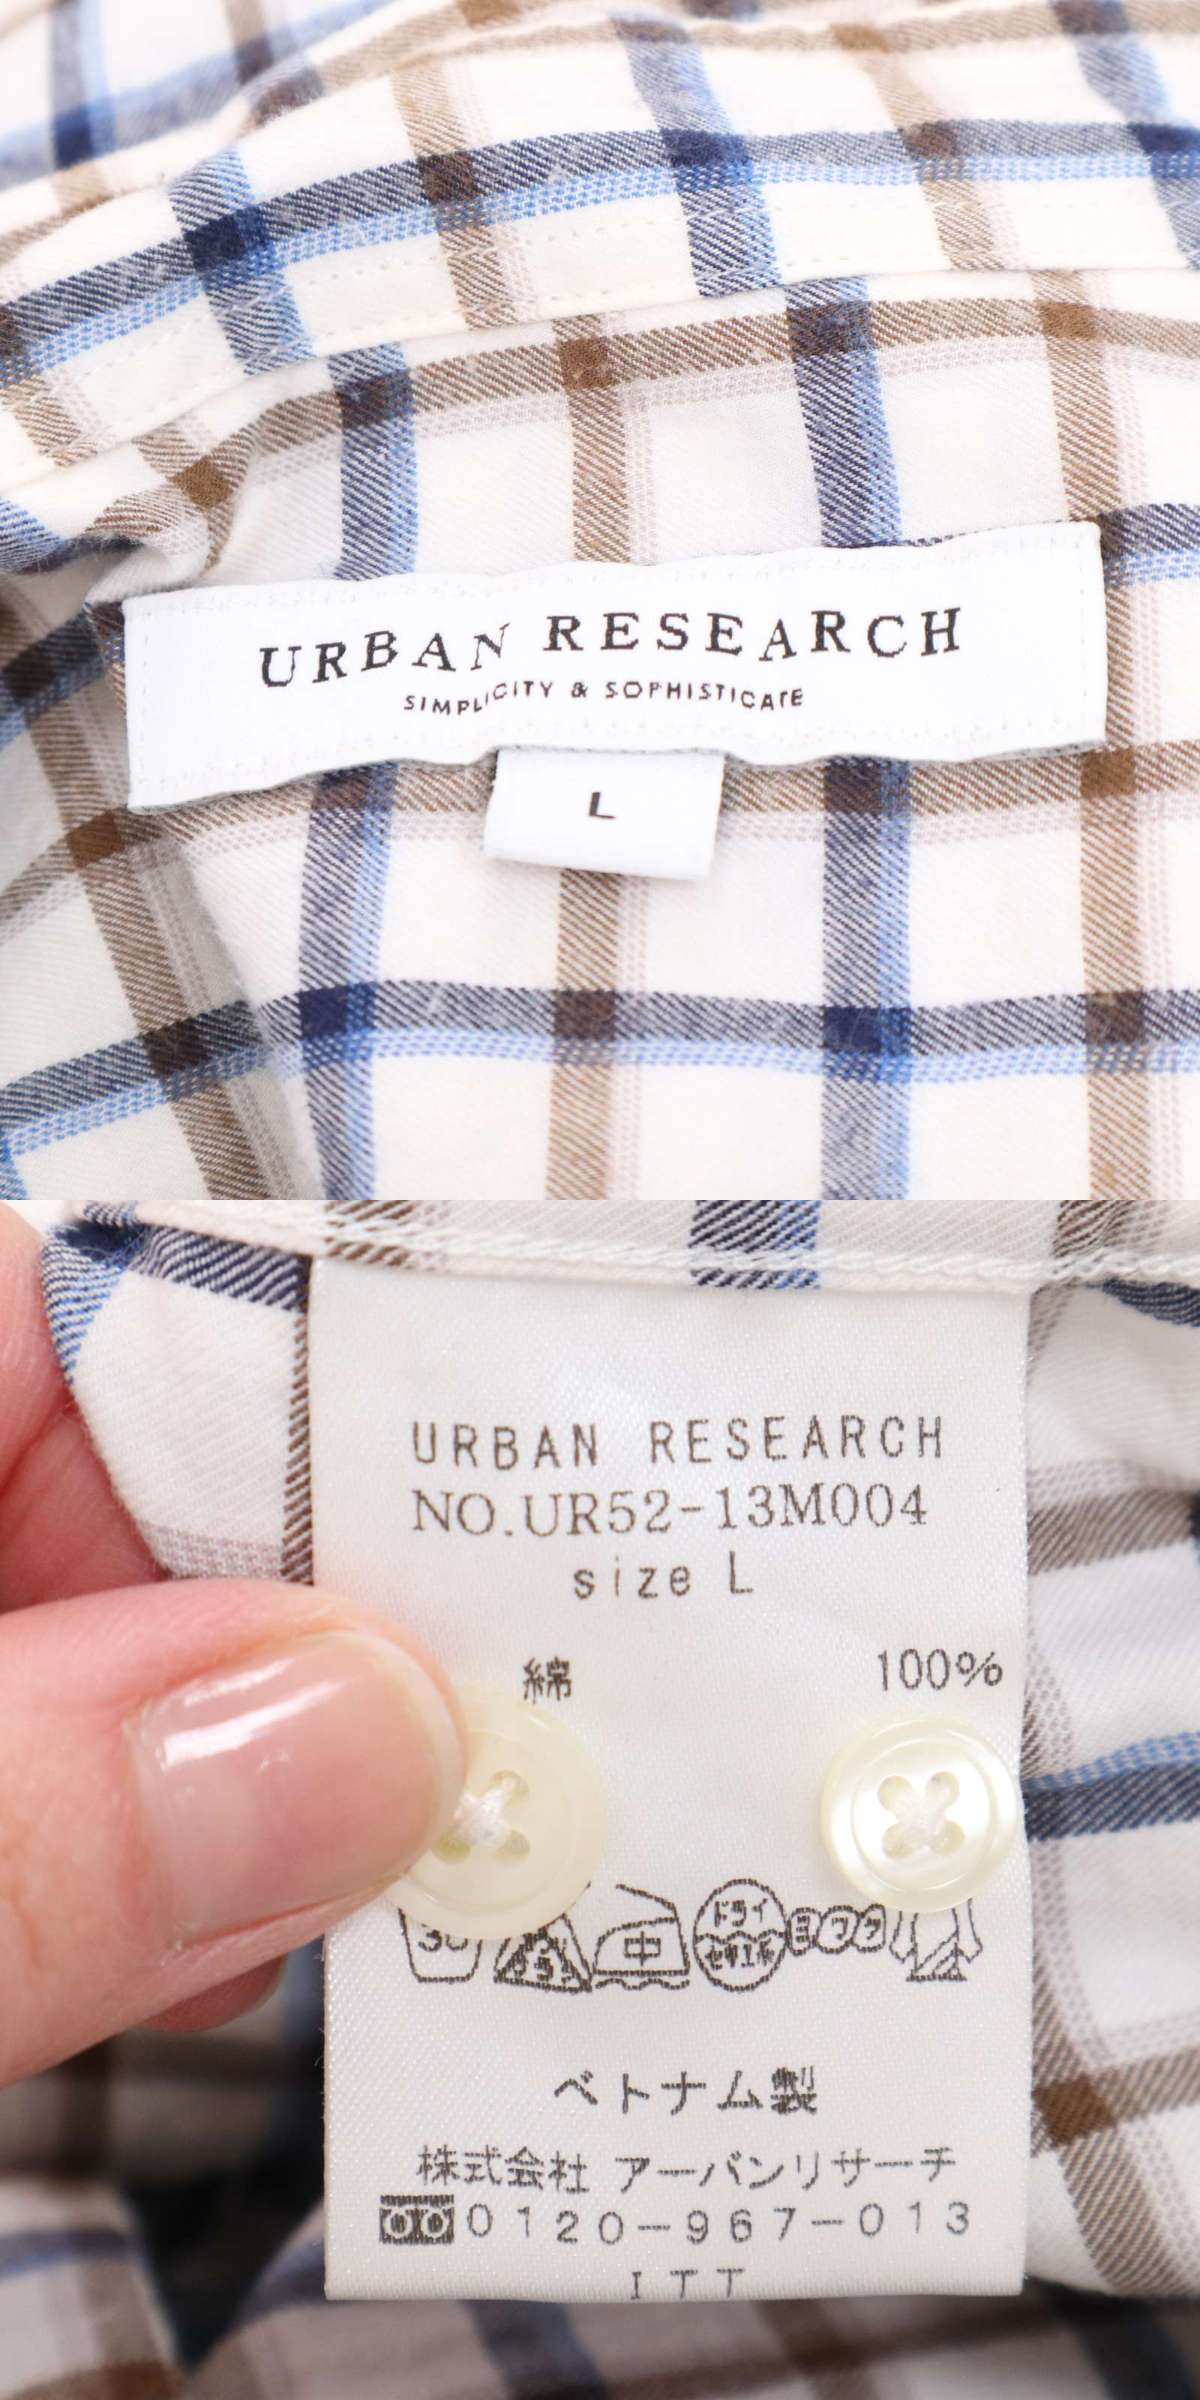 URBAN RESEARCH
SIMPLICITY & SOPHISTICATE
L
URBAN RESEARCH
NO.UR52-13M004
size L
綿 100%
中 ドライ
ベトナム製
株式会社 アーバンリサーチ
0120-967-013
ITT